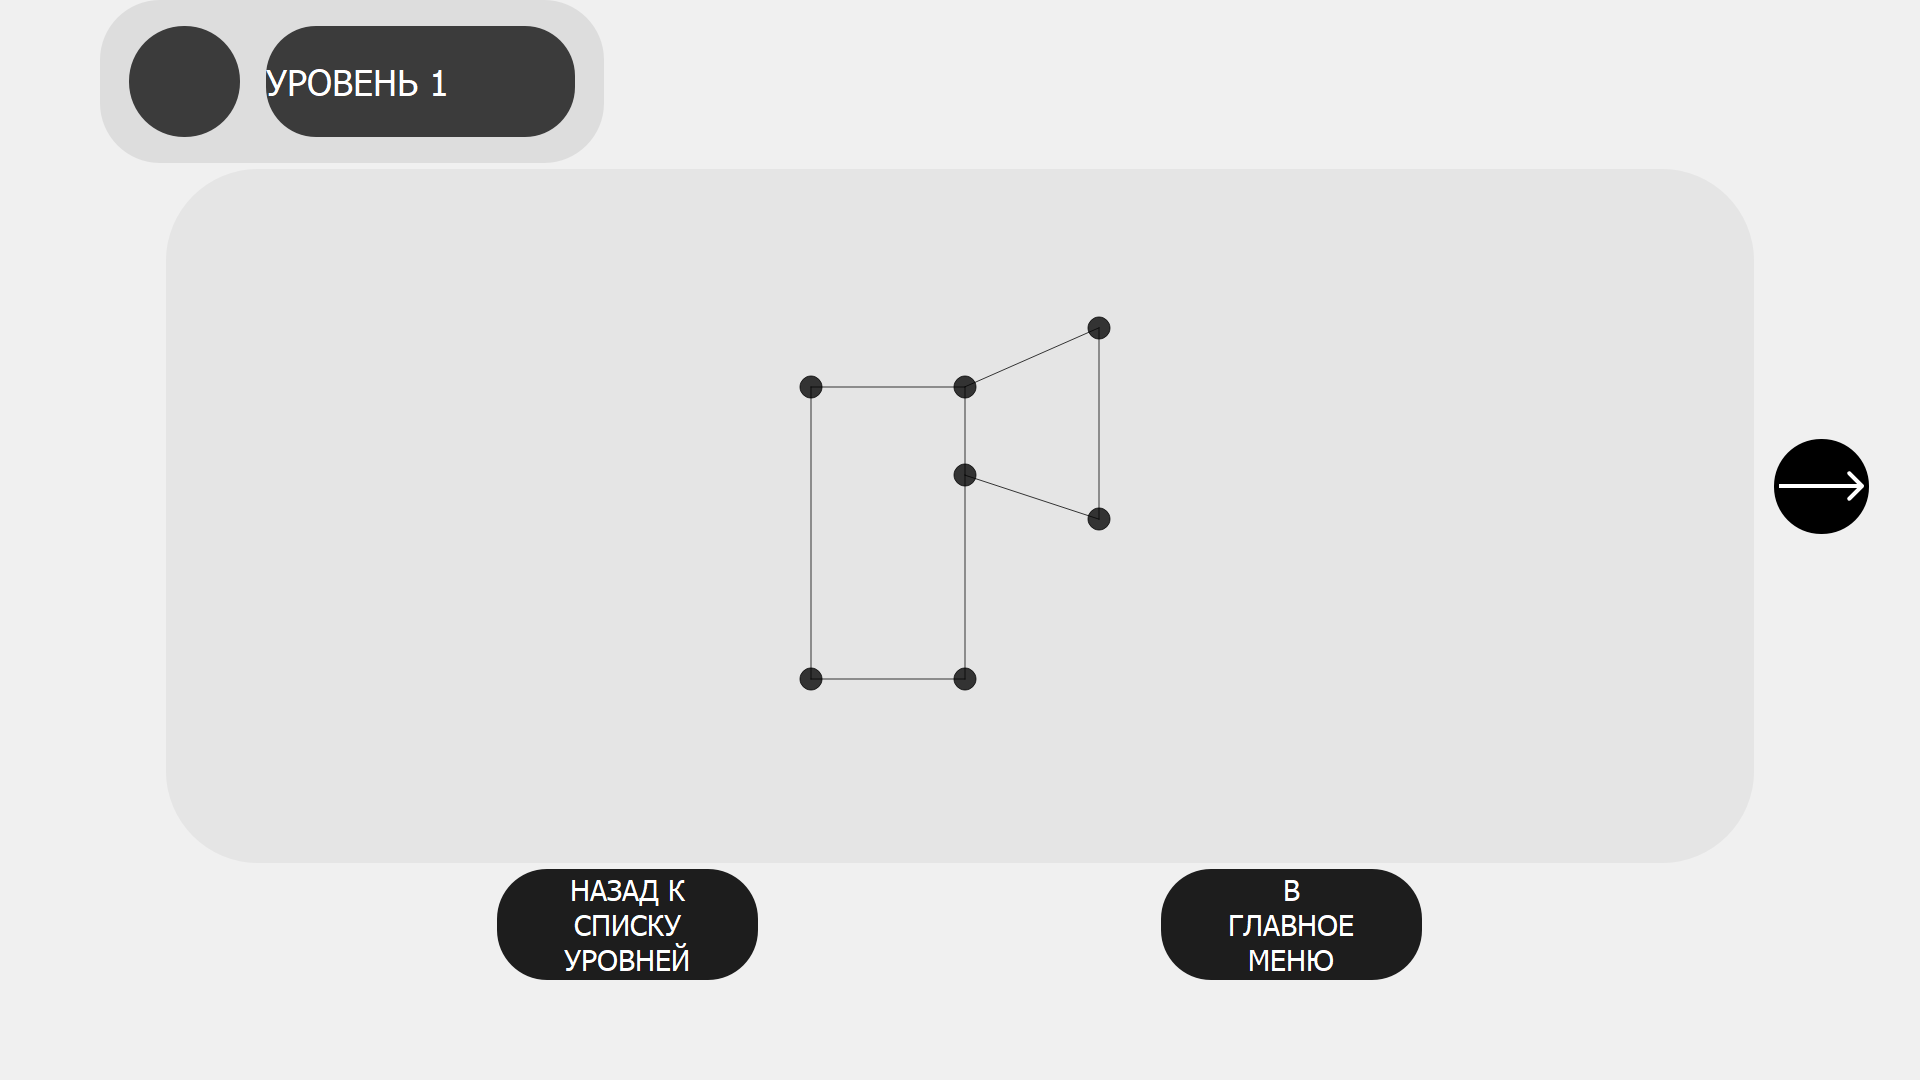 УРОВЕНЬ 1
НАЗАД К
СПИСКУ
УРОВНЕЙ
В
ГЛАВНОЕ
МЕНЮ